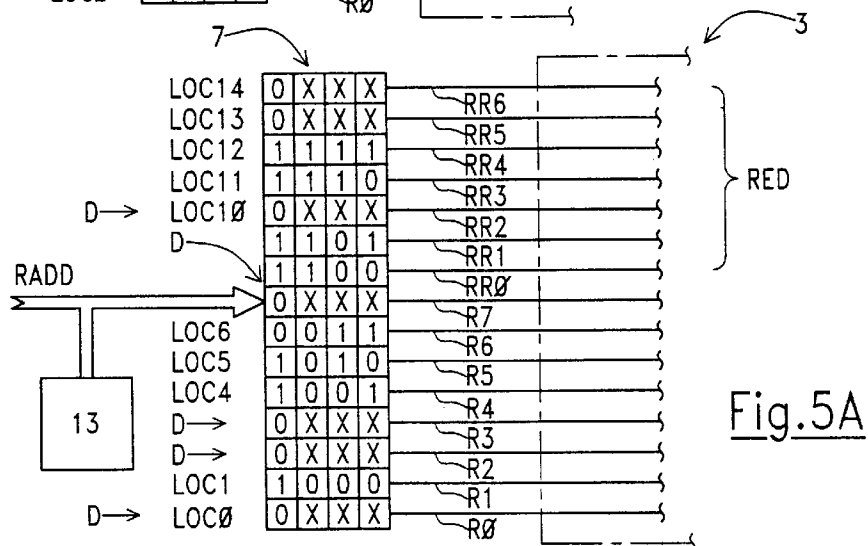 RØ
7
3
LOC14 0 X X X RR6
LOC13 0 X X X RR5
LOC12 1 1 1 1 RR4
LOC11 1 1 1 0 RR3
RED
D→ LOC1Ø 0 X X X RR2
D 1 1 0 1 RR1
RADD 1 1 0 0 RRØ
0 X X X R7
LOC6 0 0 1 1 R6
LOC5 1 0 1 0 R5
LOC4 1 0 0 1 R4
13
D→ 0 X X X R3
D→ 0 X X X R2
LOC1 1 0 0 0 R1
D→ LOCØ 0 X X X RØ
Fig.5A